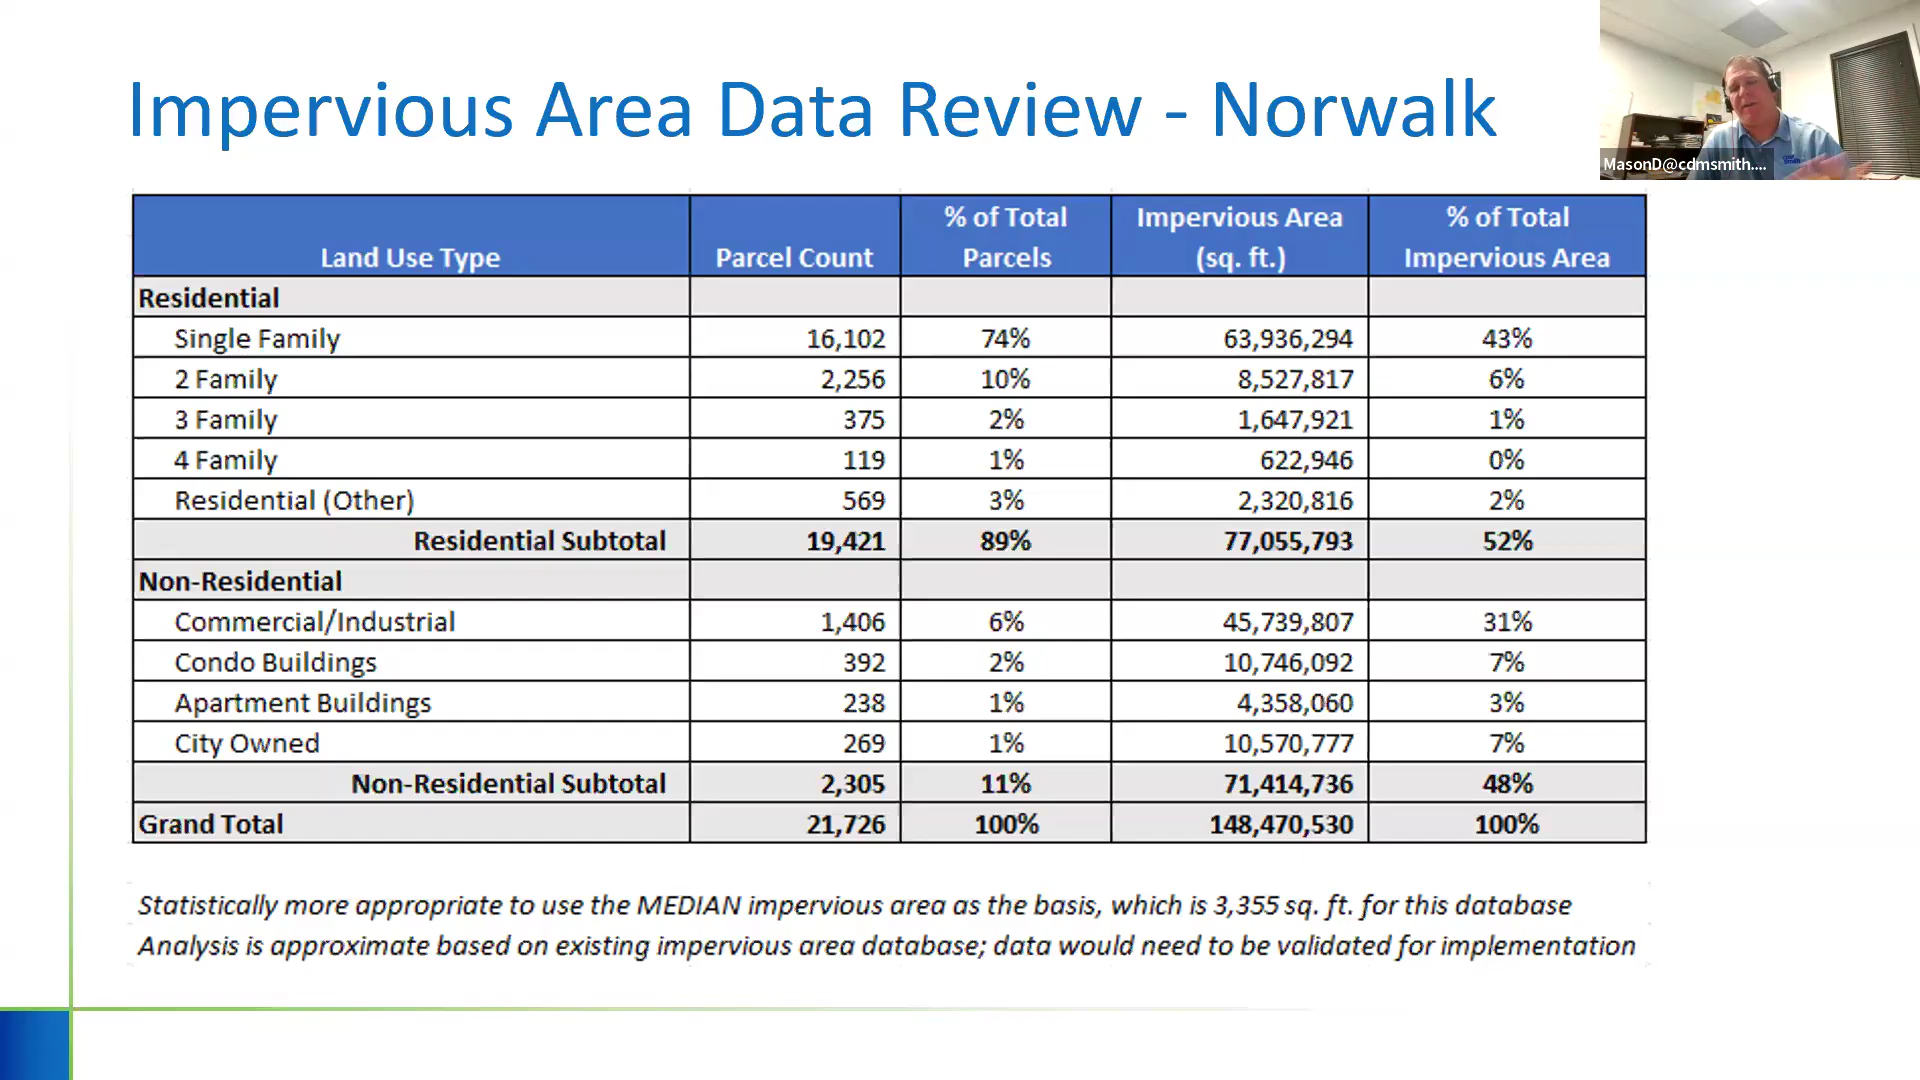 Impervious Area Data Review - Norwalk
MasonD@cdmsmith....
Land Use Type Parcel Count % of Total Parcels Impervious Area (sq. ft.) % of Total Impervious Area
Residential
Single Family 16,102 74% 63,936,294 43%
2 Family 2,256 10% 8,527,817 6%
3 Family 375 2% 1,647,921 1%
4 Family 119 1% 622,946 0%
Residential (Other) 569 3% 2,320,816 2%
Residential Subtotal 19,421 89% 77,055,793 52%
Non-Residential
Commercial/Industrial 1,406 6% 45,739,807 31%
Condo Buildings 392 2% 10,746,092 7%
Apartment Buildings 238 1% 4,358,060 3%
City Owned 269 1% 10,570,777 7%
Non-Residential Subtotal 2,305 11% 71,414,736 48%
Grand Total 21,726 100% 148,470,530 100%
Statistically more appropriate to use the MEDIAN impervious area as the basis, which is 3,355 sq. ft. for this database
Analysis is approximate based on existing impervious area database; data would need to be validated for implementation